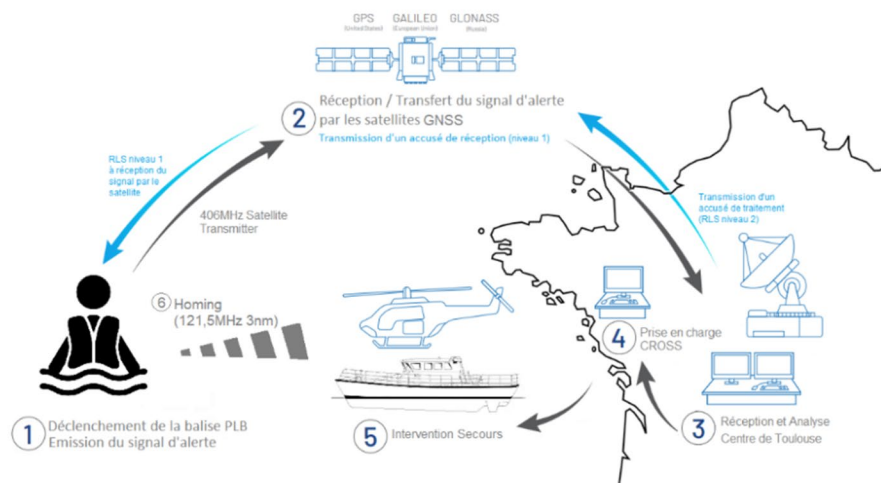 GPS GALILEO GLONASS
(United States) (European Union) (Russia)
2
Réception / Transfert du signal d'alerte
par les satellites GNSS
Transmission d'un accusé de réception (niveau 1)
RLS niveau 1
à réception du
signal par le
satellite
406MHz Satellite
Transmitter
Transmission d'un
accusé de traitement
(RLS niveau 2)
6 Homing
(121,5MHz 3nm)
4 Prise en charge
CROSS
1 Déclenchement de la balise PLB
Emission du signal d'alerte
5 Intervention Secours
3 Réception et Analyse
Centre de Toulouse